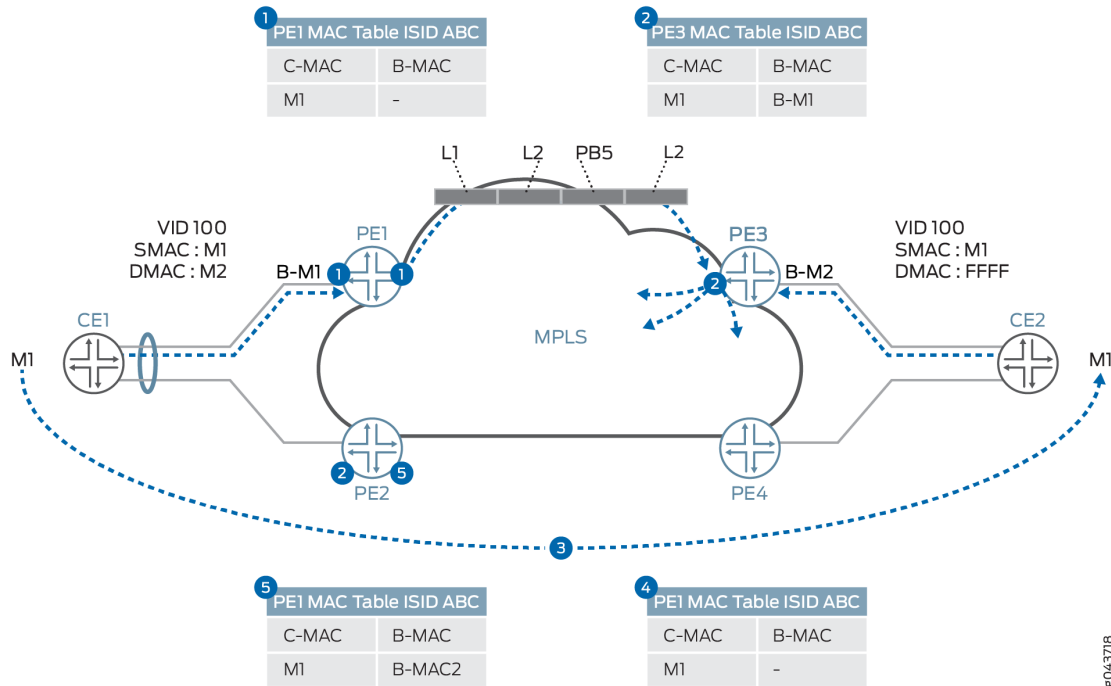 1
PE1 MAC Table ISID ABC
C-MAC B-MAC
M1 -
2
PE3 MAC Table ISID ABC
C-MAC B-MAC
M1 B-M1
L1 L2 PB5 L2
VID 100
SMAC : M1
DMAC : M2
PE1
B-M1 1 1
PE3
2 B-M2
VID 100
SMAC : M1
DMAC : FFFF
CE1
M1
MPLS
CE2
M1
2 5
PE2
PE4
3
5
PE1 MAC Table ISID ABC
C-MAC B-MAC
M1 B-MAC2
4
PE1 MAC Table ISID ABC
C-MAC B-MAC
M1 -
g043718